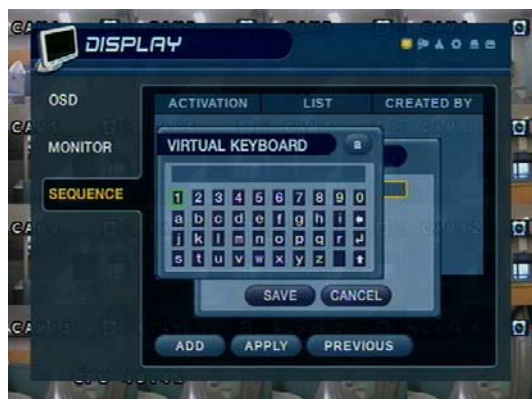 DISPLAY
OSD
MONITOR
SEQUENCE
ACTIVATION LIST CREATED BY
VIRTUAL KEYBOARD a
1 2 3 4 5 6 7 8 9 0
a b c d e f g h i
j k l m n o p q r
s t u v w x y z
SAVE CANCEL
ADD APPLY PREVIOUS